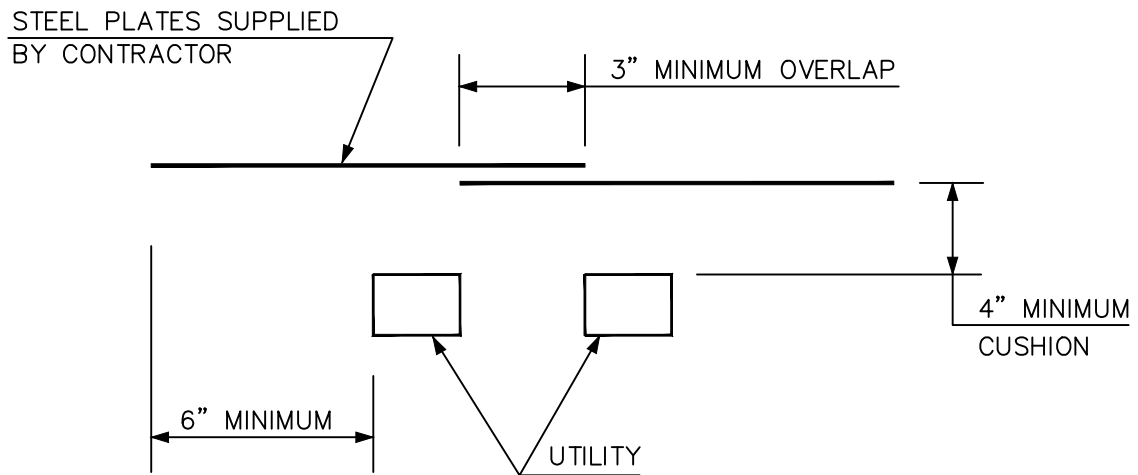 STEEL PLATES SUPPLIED
BY CONTRACTOR
3” MINIMUM OVERLAP
4” MINIMUM
CUSHION
6” MINIMUM
UTILITY